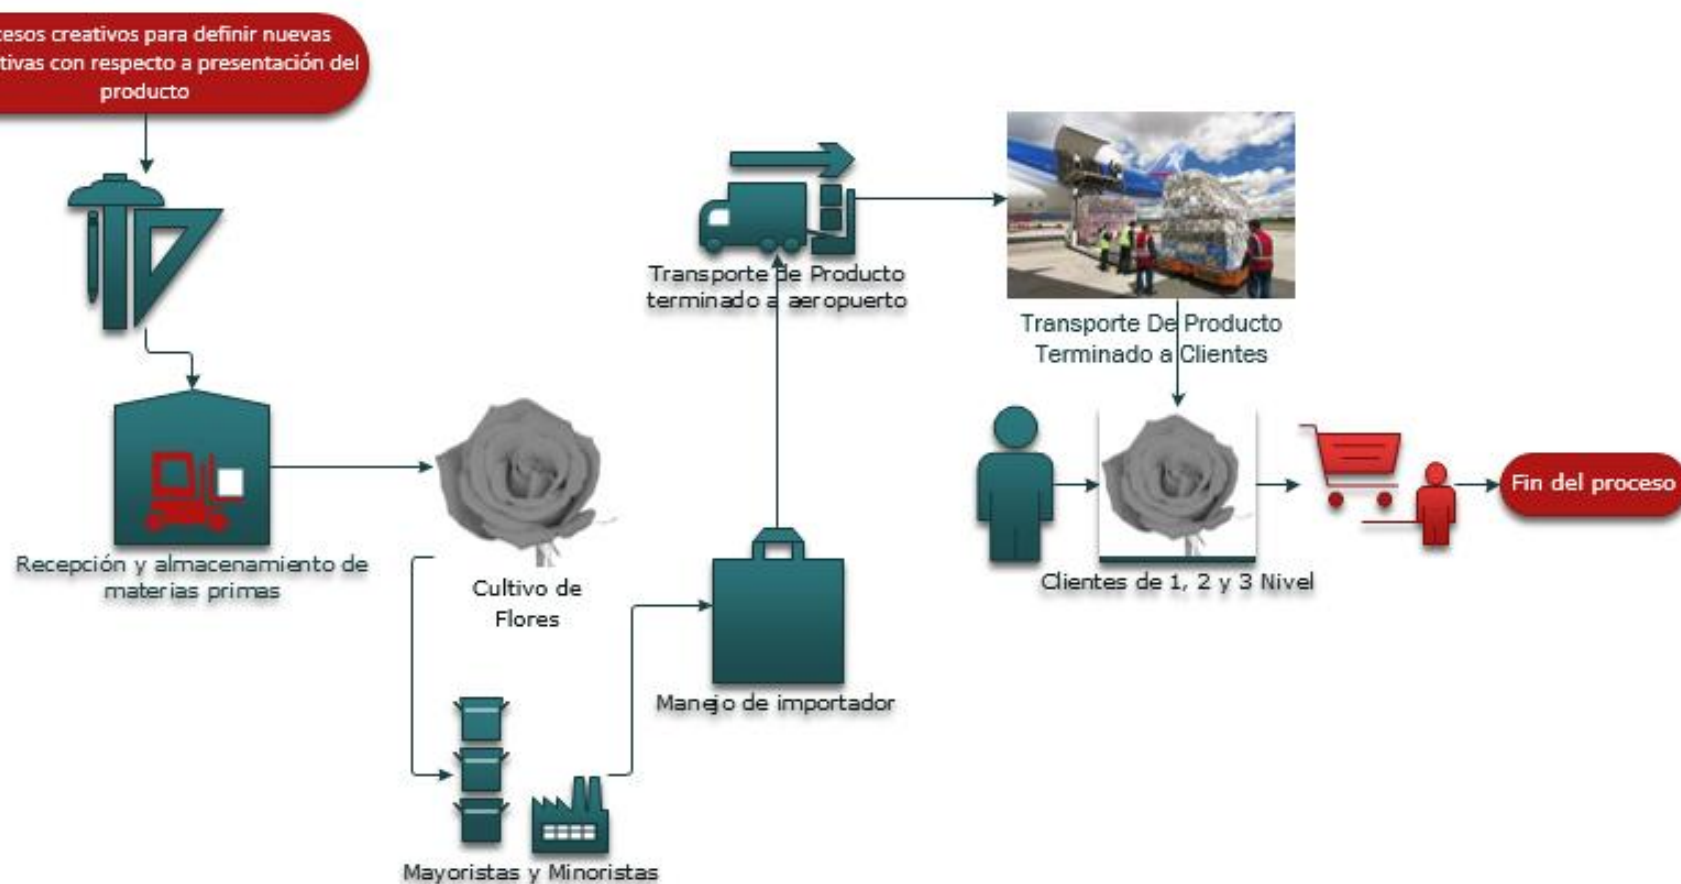 creativos para definir nuevas
con respecto a presentación del
producto
Transporte de Producto
terminado a aeropuerto
Transporte De Producto
Terminado a Clientes
Recepción y almacenamiento de
materias primas
Cultivo de
Flores
Manejo de importador
Mayoristas y Minoristas
Clientes de 1, 2 y 3 Nivel
Fin del proceso